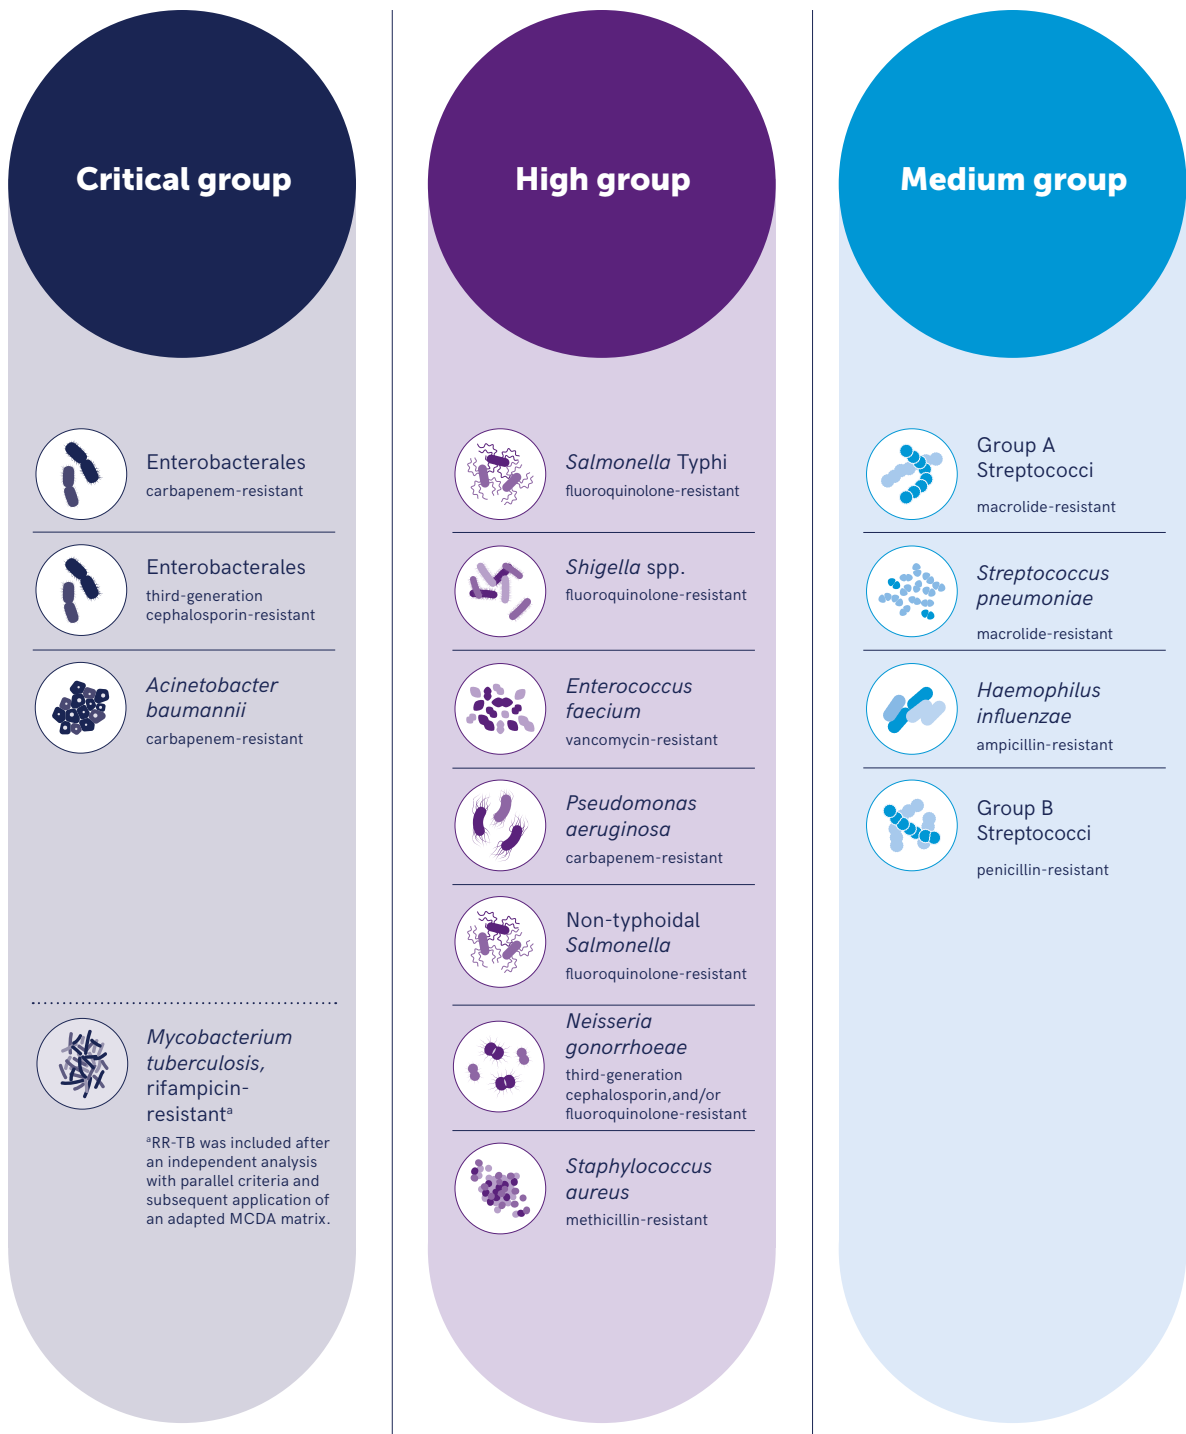 Critical group
Enterobacterales
carbapenem-resistant
Enterobacterales
third-generation
cephalosporin-resistant
Acinetobacter
baumannii
carbapenem-resistant
Mycobacterium
tuberculosis,
rifampicin-
resistantᵃ
ᵃRR-TB was included after
an independent analysis
with parallel criteria and
subsequent application of
an adapted MCDA matrix.
High group
Salmonella Typhi
fluoroquinolone-resistant
Shigella spp.
fluoroquinolone-resistant
Enterococcus
faecium
vancomycin-resistant
Pseudomonas
aeruginosa
carbapenem-resistant
Non-typhoidal
Salmonella
fluoroquinolone-resistant
Neisseria
gonorrhoeae
third-generation
cephalosporin,and/or
fluoroquinolone-resistant
Staphylococcus
aureus
methicillin-resistant
Medium group
Group A
Streptococci
macrolide-resistant
Streptococcus
pneumoniae
macrolide-resistant
Haemophilus
influenzae
ampicillin-resistant
Group B
Streptococci
penicillin-resistant